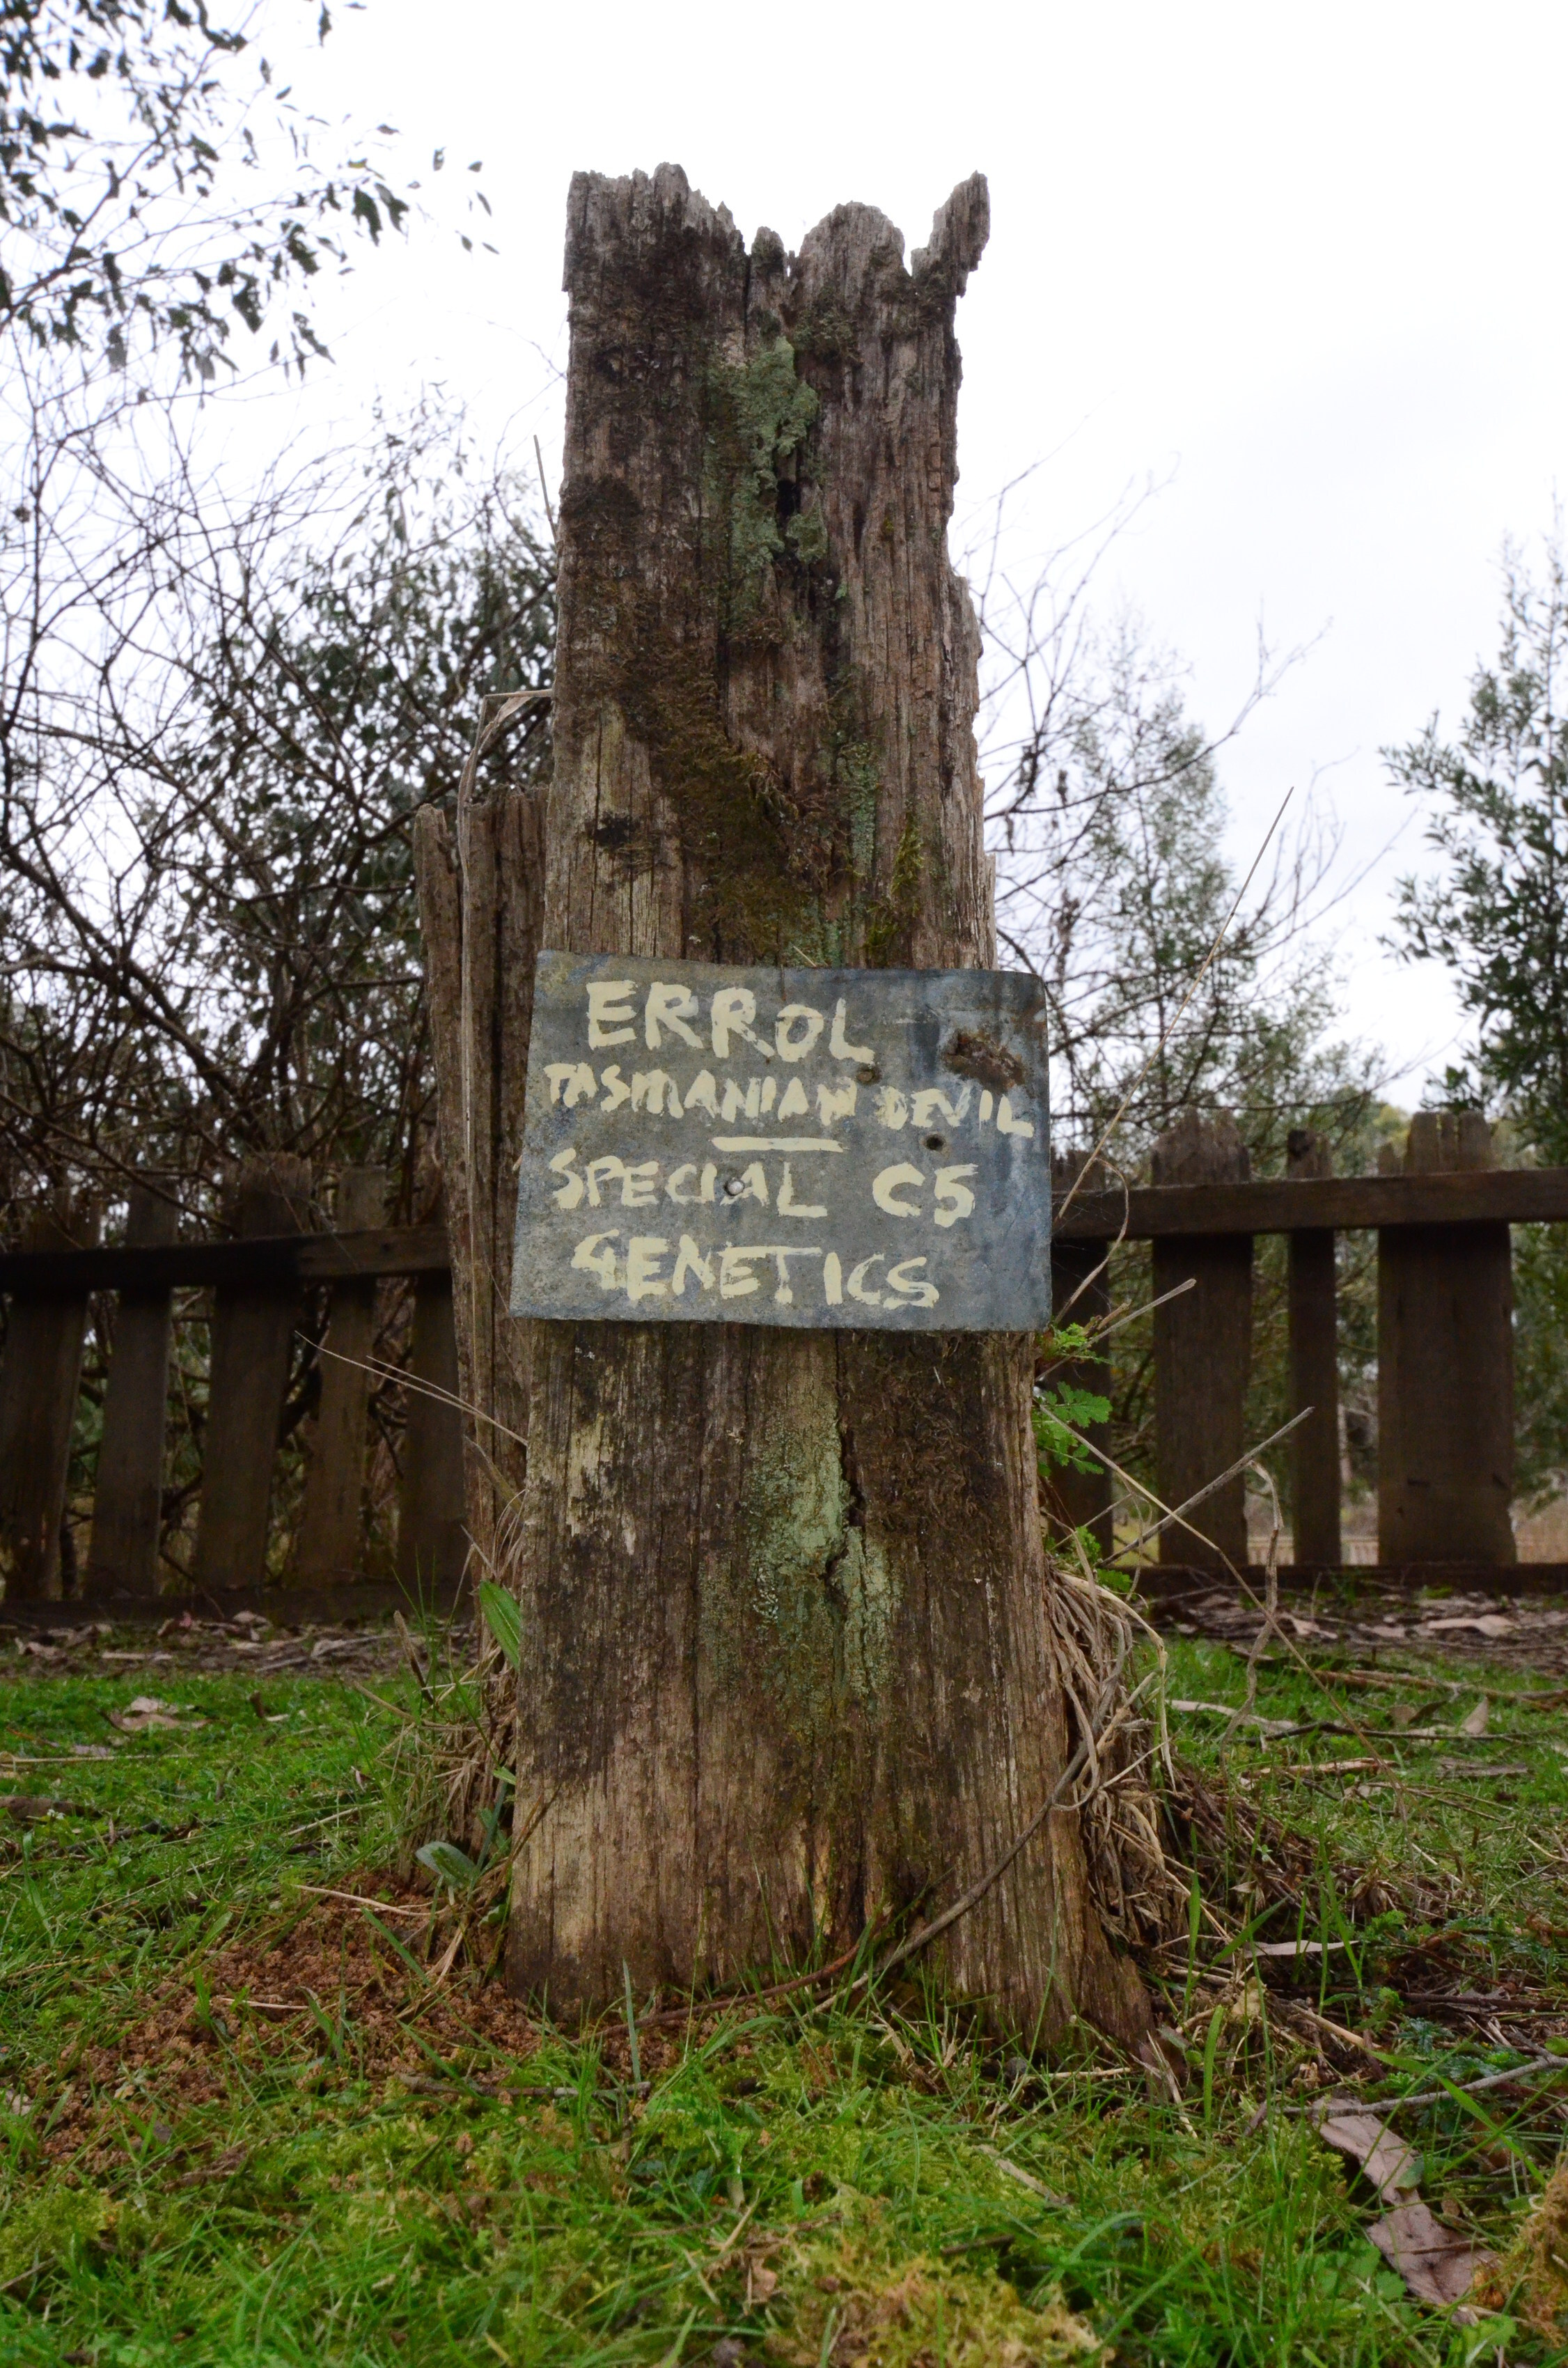 ERROL
TASMANIAN DEVIL
SPECIAL C5
GENETICS